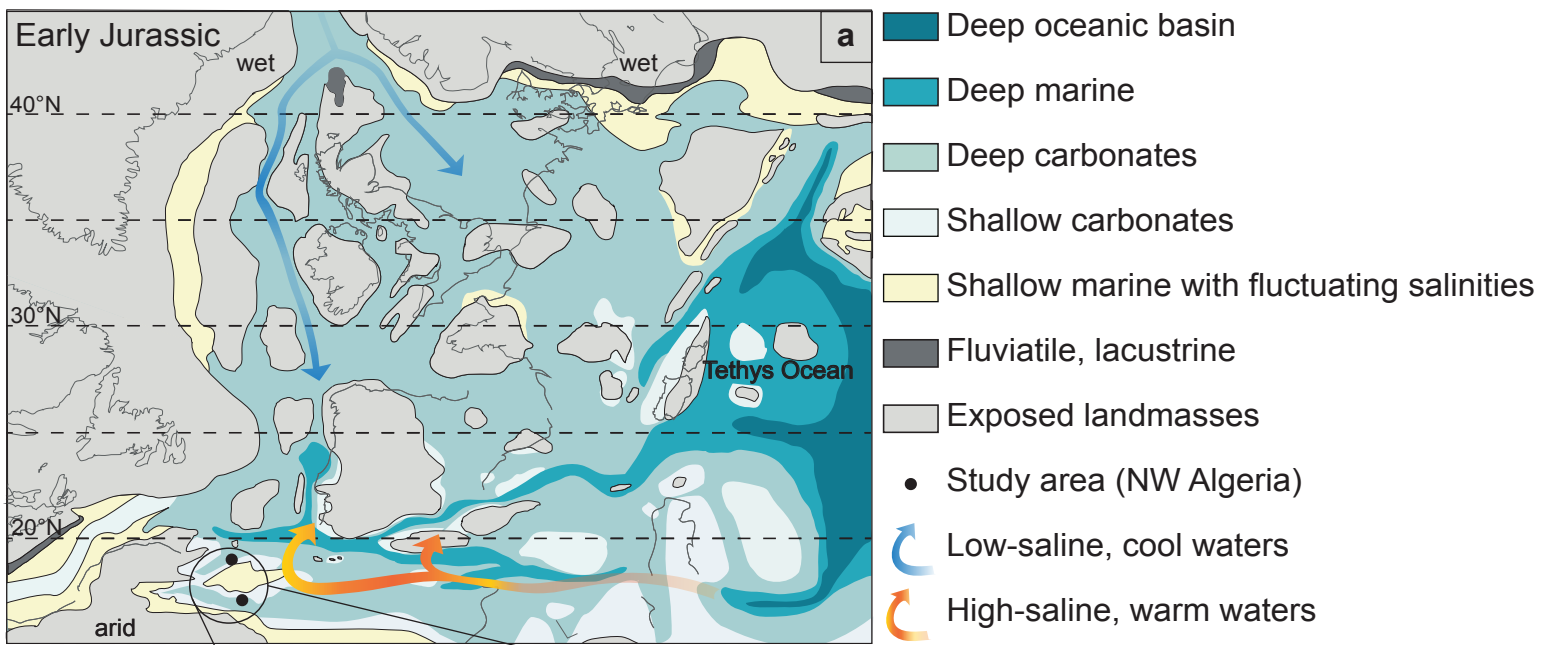 Early Jurassic
a
wet
wet
40°N
30°N
Tethys Ocean
20°N
arid
Deep oceanic basin
Deep marine
Deep carbonates
Shallow carbonates
Shallow marine with fluctuating salinities
Fluviatile, lacustrine
Exposed landmasses
Study area (NW Algeria)
Low-saline, cool waters
High-saline, warm waters